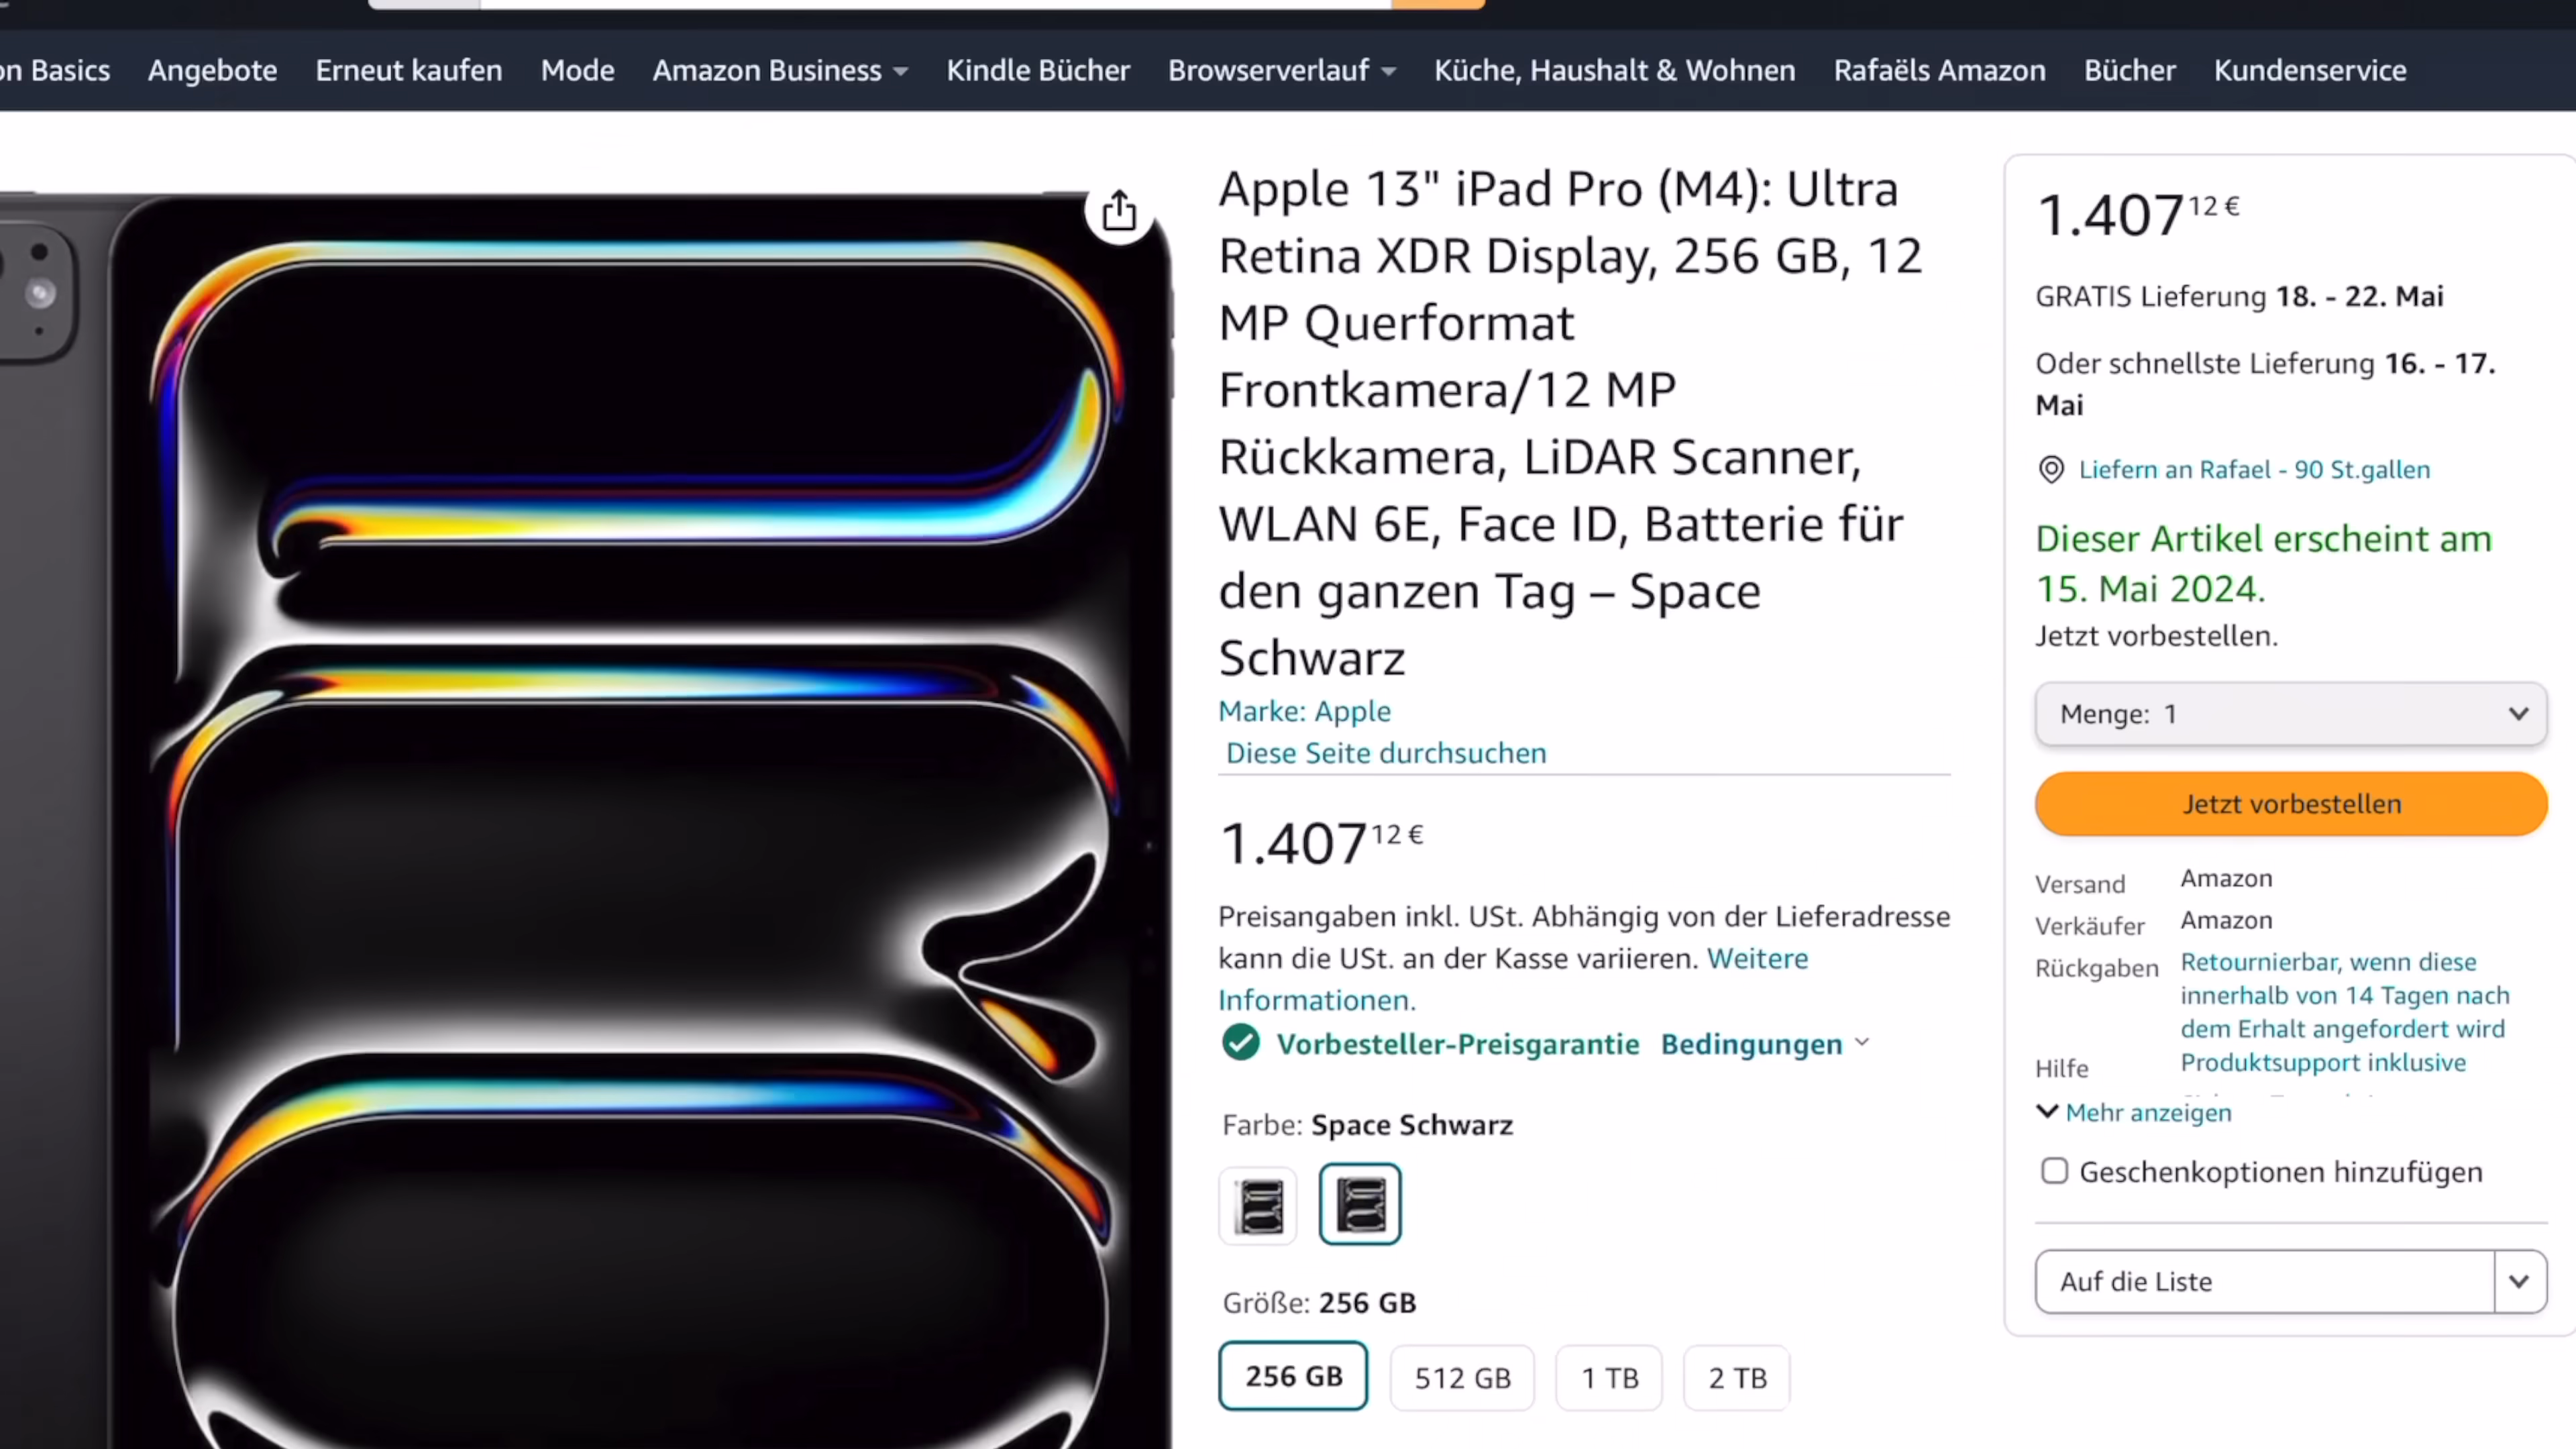 on Basics Angebote Erneut kaufen Mode Amazon Business Kindle Bücher Browserverlauf Küche, Haushalt & Wohnen Rafaëls Amazon Bücher Kundenservice
Apple 13" iPad Pro (M4): Ultra
Retina XDR Display, 256 GB, 12
MP Querformat
Frontkamera/12 MP
Rückkamera, LiDAR Scanner,
WLAN 6E, Face ID, Batterie für
den ganzen Tag – Space
Schwarz
Marke: Apple
Diese Seite durchsuchen
1.407 12 €
Preisangaben inkl. USt. Abhängig von der Lieferadresse
kann die USt. an der Kasse variieren. Weitere
Informationen.
Vorbesteller-Preisgarantie Bedingungen
Farbe: Space Schwarz
Größe: 256 GB
256 GB 512 GB 1 TB 2 TB
1.407 12 €
GRATIS Lieferung 18. - 22. Mai
Oder schnellste Lieferung 16. - 17.
Mai
Liefern an Rafael - 90 St.gallen
Dieser Artikel erscheint am
15. Mai 2024.
Jetzt vorbestellen.
Menge: 1
Jetzt vorbestellen
Versand Amazon
Verkäufer Amazon
Rückgaben Retournierbar, wenn diese
innerhalb von 14 Tagen nach
dem Erhalt angefordert wird
Hilfe Produktsupport inklusive
Mehr anzeigen
Geschenkoptionen hinzufügen
Auf die Liste